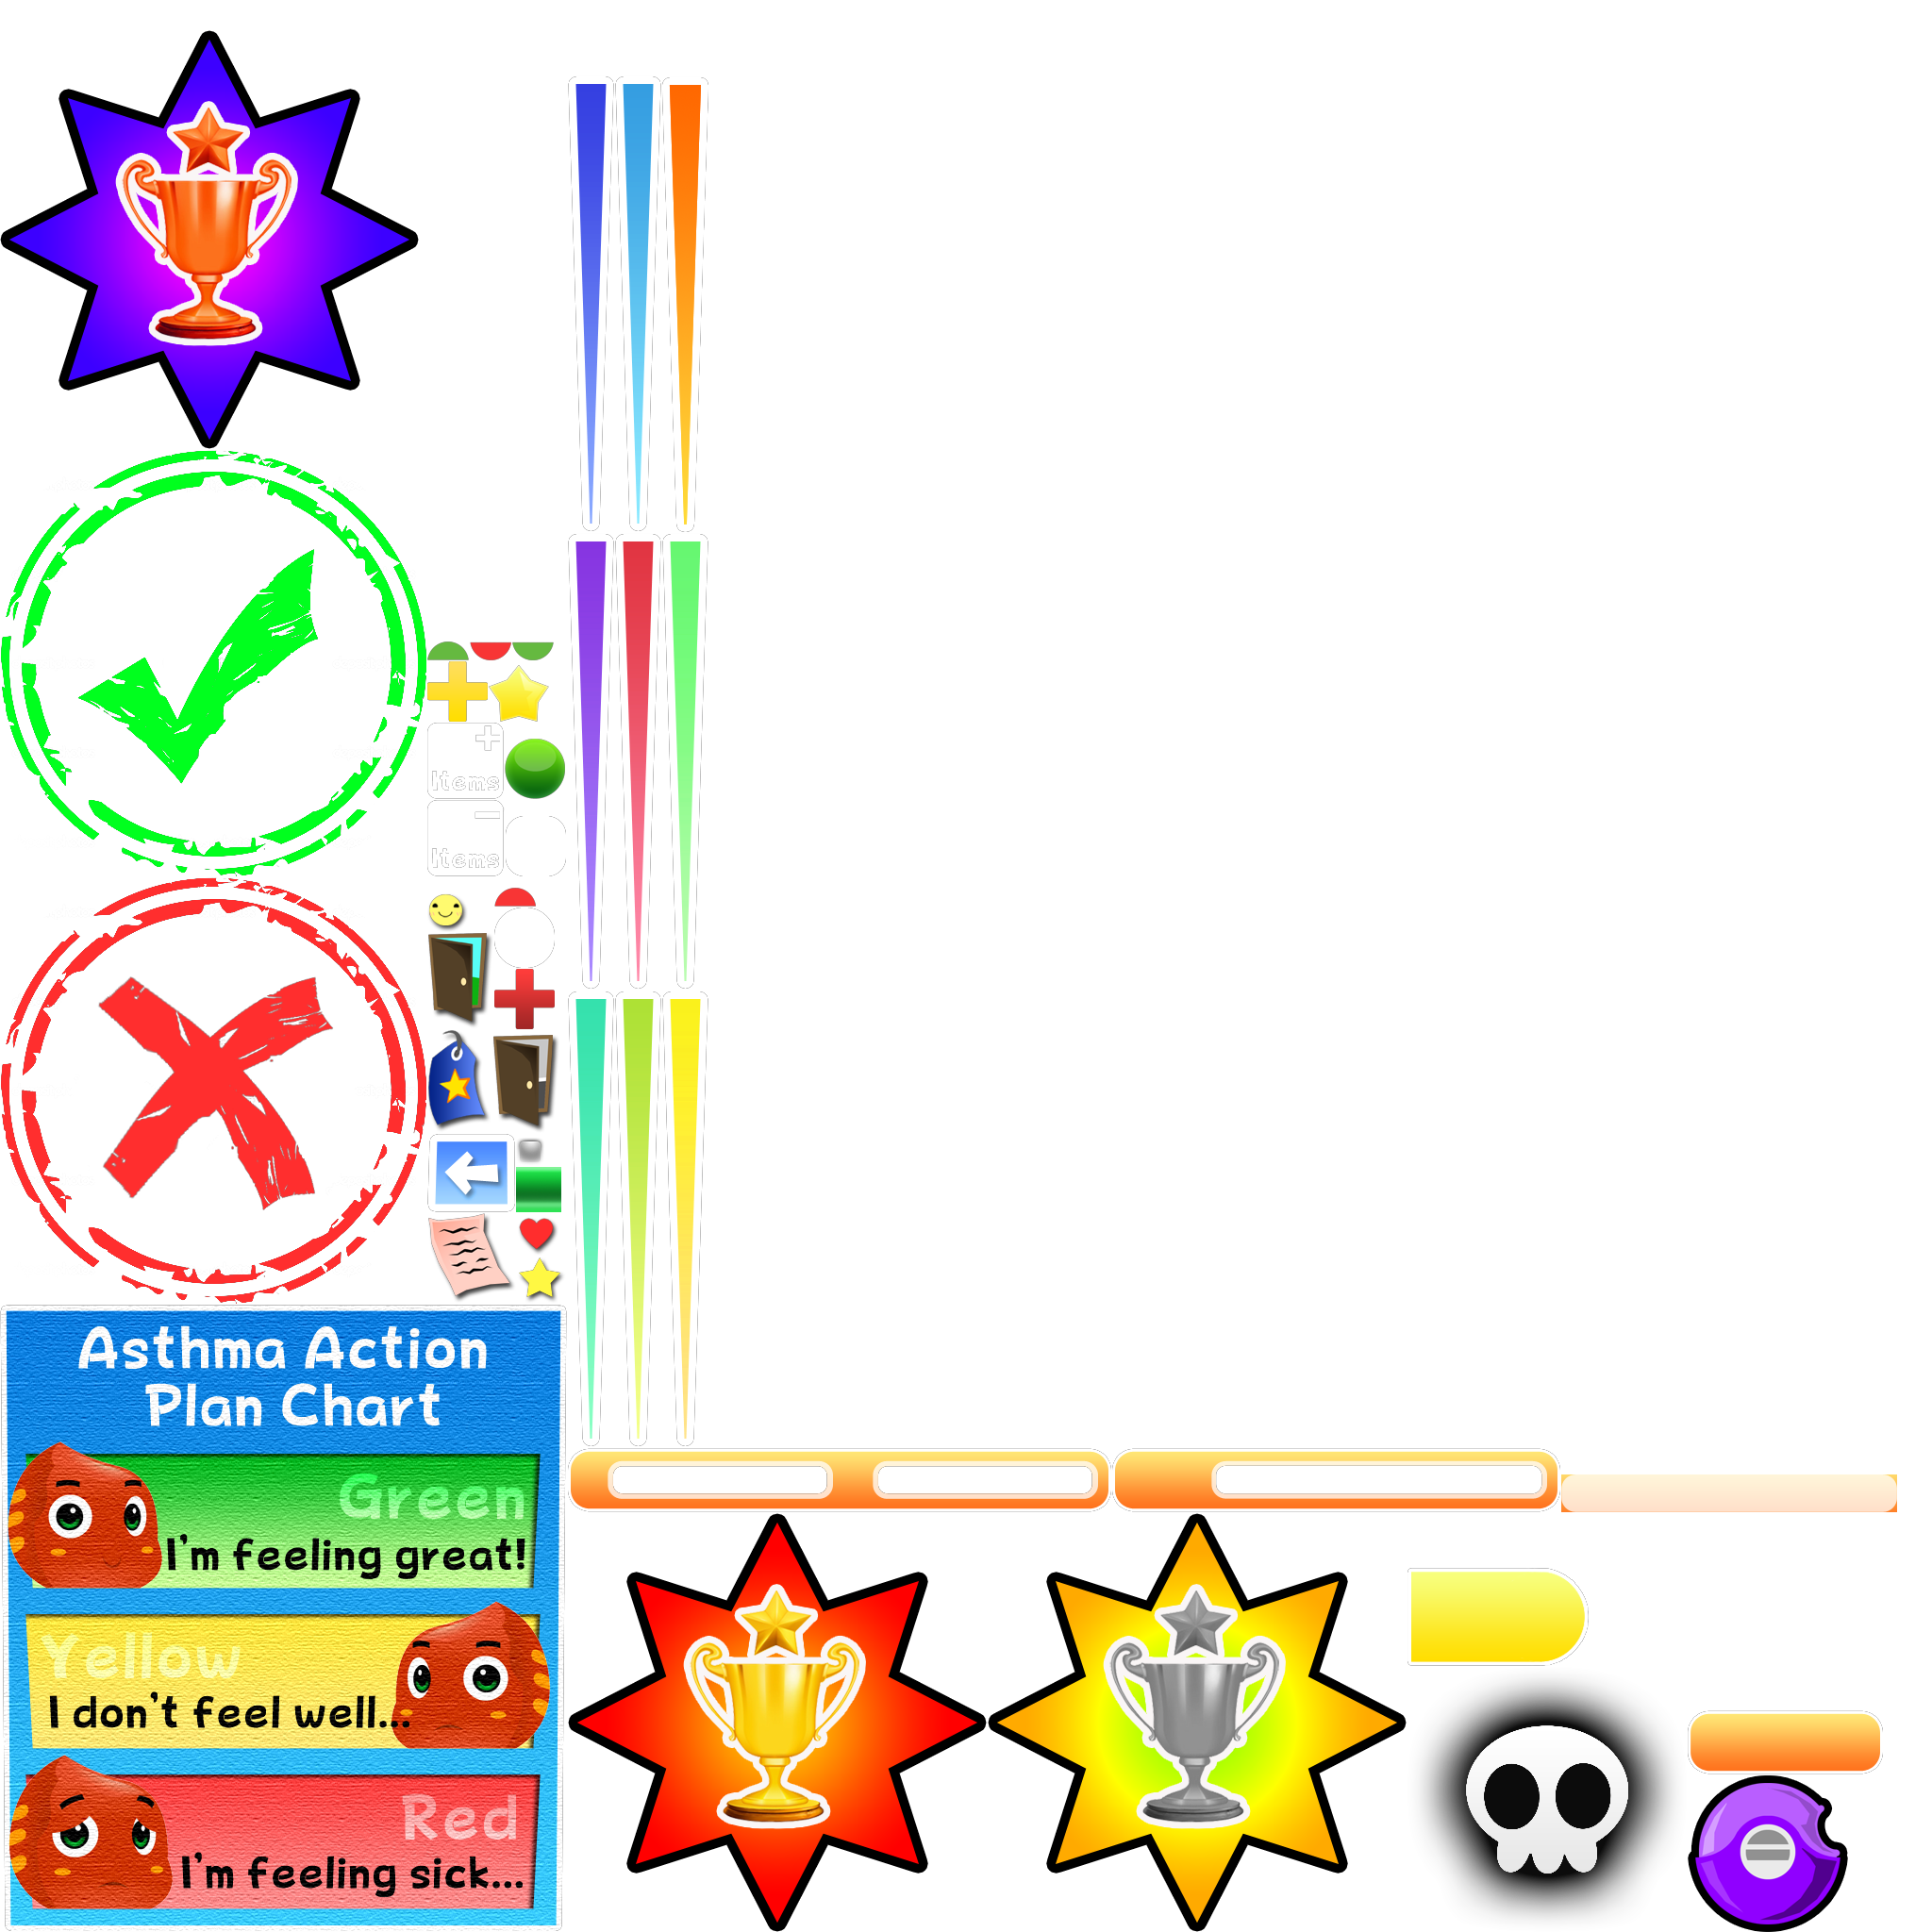 Items
Items
Asthma Action
Plan Chart
Green
I'm feeling great!
Yellow
I don't feel well...
Red
I'm feeling sick...